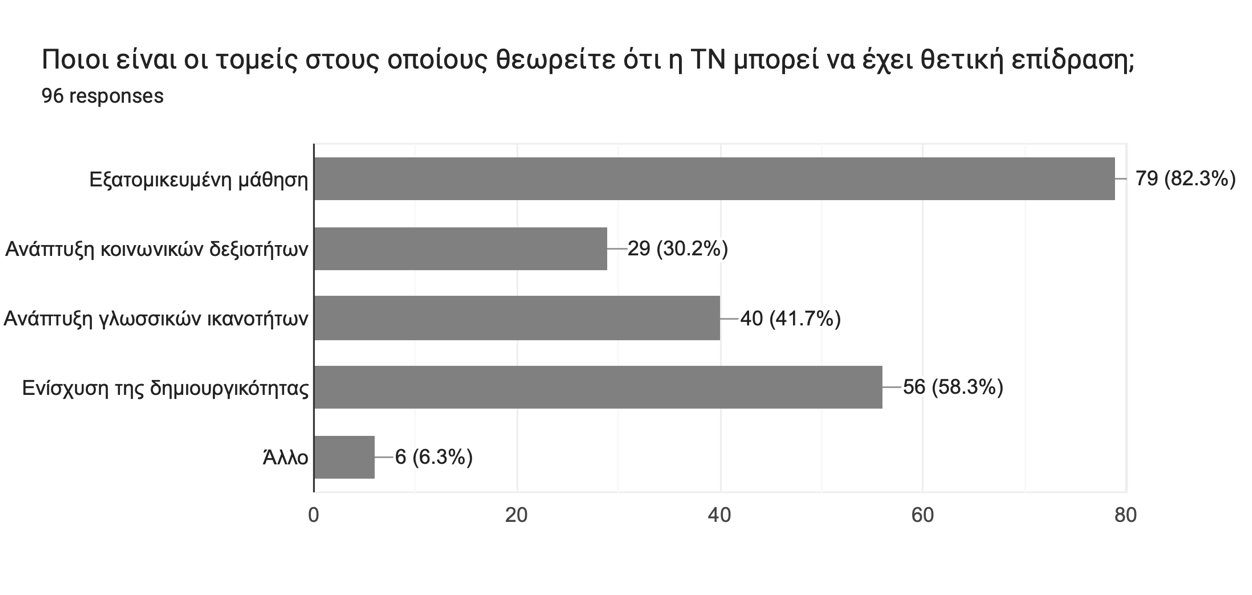 Ποιοι είναι οι τομείς στους οποίους θεωρείτε ότι η ΤΝ μπορεί να έχει θετική επίδραση;
96 responses
Εξατομικευμένη μάθηση 79 (82.3%)
Ανάπτυξη κοινωνικών δεξιοτήτων 29 (30.2%)
Ανάπτυξη γλωσσικών ικανοτήτων 40 (41.7%)
Ενίσχυση της δημιουργικότητας 56 (58.3%)
Άλλο 6 (6.3%)
0 20 40 60 80